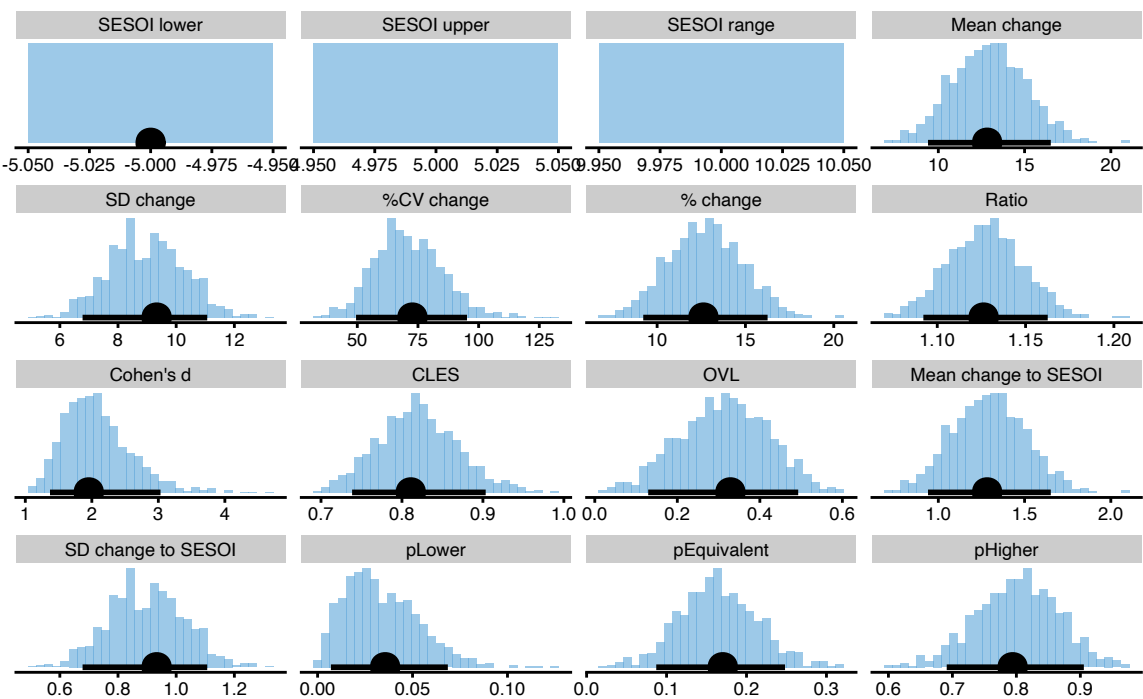 SESOI lower SESOI upper SESOI range Mean change
-5.050 -5.025 -5.000 -4.975 -4.950 4.950 4.975 5.000 5.025 5.050 9.950 9.975 10.000 10.025 10.050 10 15 20
SD change %CV change % change Ratio
6 8 10 12 50 75 100 125 10 15 20 1.10 1.15 1.20
Cohen's d CLES OVL Mean change to SESOI
1 2 3 4 0.7 0.8 0.9 1.0 0.0 0.2 0.4 0.6 1.0 1.5 2.0
SD change to SESOI pLower pEquivalent pHigher
0.6 0.8 1.0 1.2 0.00 0.05 0.10 0.0 0.1 0.2 0.3 0.6 0.7 0.8 0.9